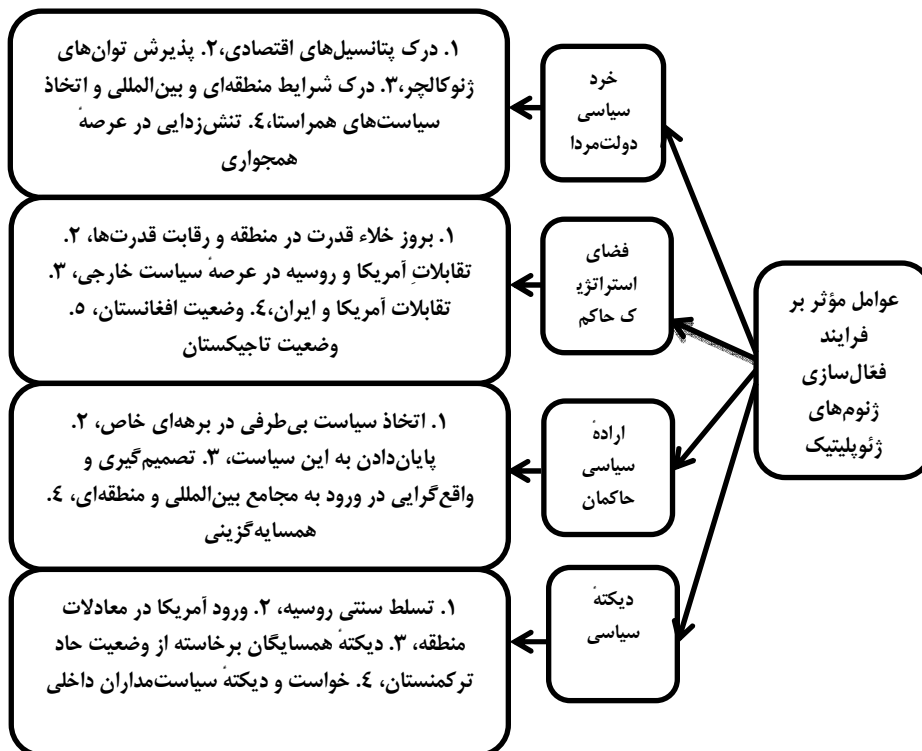 عوامل مؤثر بر
فرایند
فعّال‌سازی
ژنوم‌های
ژئوپلیتیک
خرد
سیاسی
دولت‌مردا
۱. درک پتانسیل‌های اقتصادی،۲. پذیرش توان‌های
ژنوکالچر،۳. درک شرایط منطقه‌ای و بین‌المللی و اتخاذ
سیاست‌های همراستا،٤. تنش‌زدایی در عرصهٔ
همجواری
فضای
استراتژی
ک حاکم
۱. بروز خلاء قدرت در منطقه و رقابت قدرت‌ها، ۲.
تقابلاتِ آمریکا و روسیه در عرصهٔ سیاست خارجی، ۳.
تقابلات آمریکا و ایران،٤. وضعیت افغانستان، ٥.
وضعیت تاجیکستان
ارادهٔ
سیاسی
حاکمان
۱. اتخاذ سیاست بی‌طرفی در برهه‌ای خاص، ۲.
پایان‌دادن به این سیاست، ۳. تصمیم‌گیری و
واقع‌گرایی در ورود به مجامع بین‌المللی و منطقه‌ای، ٤.
همسایه‌گزینی
دیکتهٔ
سیاسی
۱. تسلط سنتی روسیه، ۲. ورود آمریکا در معادلات
منطقه، ۳. دیکتهٔ همسایگان برخاسته از وضعیت حاد
ترکمنستان، ٤. خواست و دیکتهٔ سیاست‌مداران داخلی